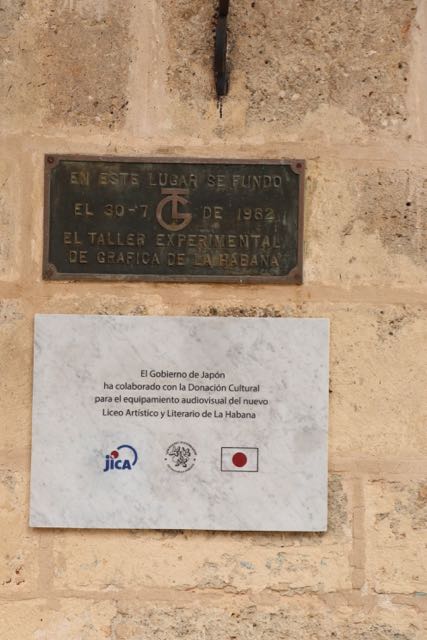 EN ESTE LUGAR SE FUNDO
EL 30-7 DE 1962
EL TALLER EXPERIMENTAL
DE GRAFICA DE LA HABANA
El Gobierno de Japón
ha colaborado con la Donación Cultural
para el equipamiento audiovisual del nuevo
Liceo Artístico y Literario de La Habana
jICA